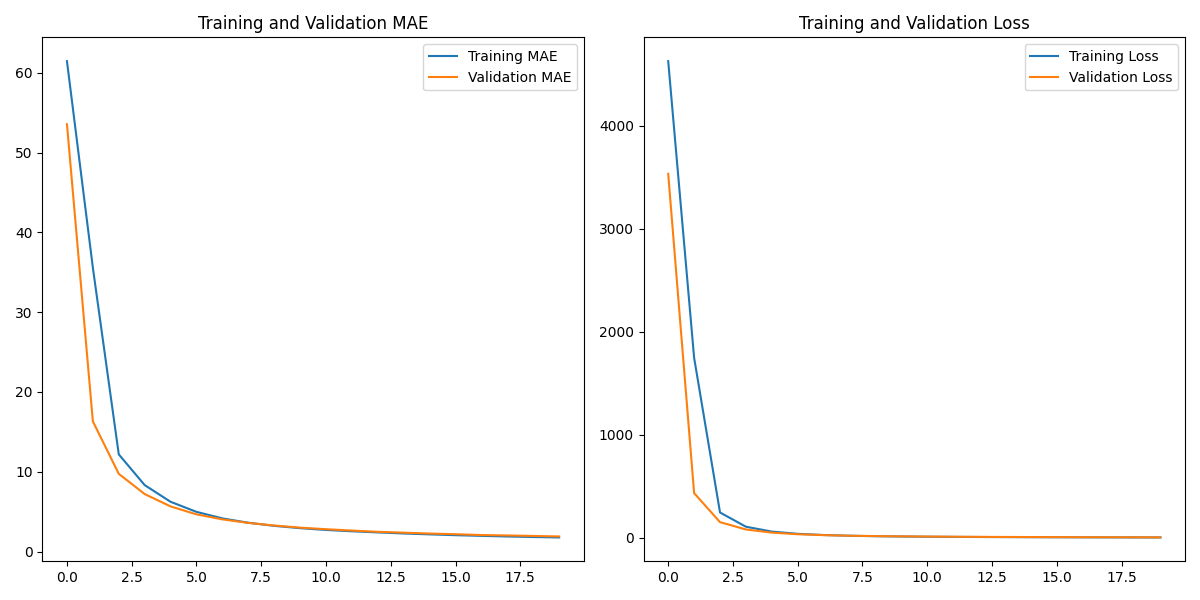 Training and Validation MAE
Training MAE
Validation MAE
60
50
40
30
20
10
0
0.0 2.5 5.0 7.5 10.0 12.5 15.0 17.5
Training and Validation Loss
Training Loss
Validation Loss
4000
3000
2000
1000
0
0.0 2.5 5.0 7.5 10.0 12.5 15.0 17.5